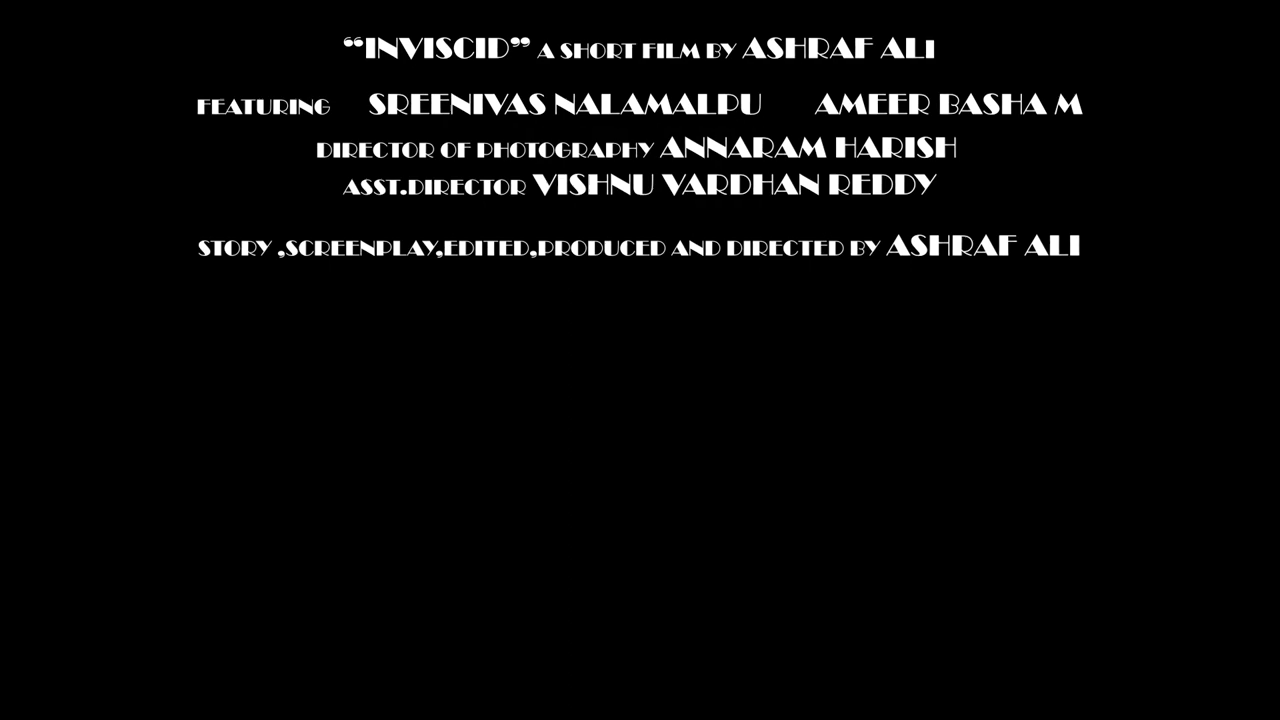 “INVISCID” A SHORT FILM BY ASHRAF ALI
FEATURING SREENIVAS NALAMALPU AMEER BASHA M
DIRECTOR OF PHOTOGRAPHY ANNARAM HARISH
ASST.DIRECTOR VISHNU VARDHAN REDDY
STORY ,SCREENPLAY,EDITED,PRODUCED AND DIRECTED BY ASHRAF ALI